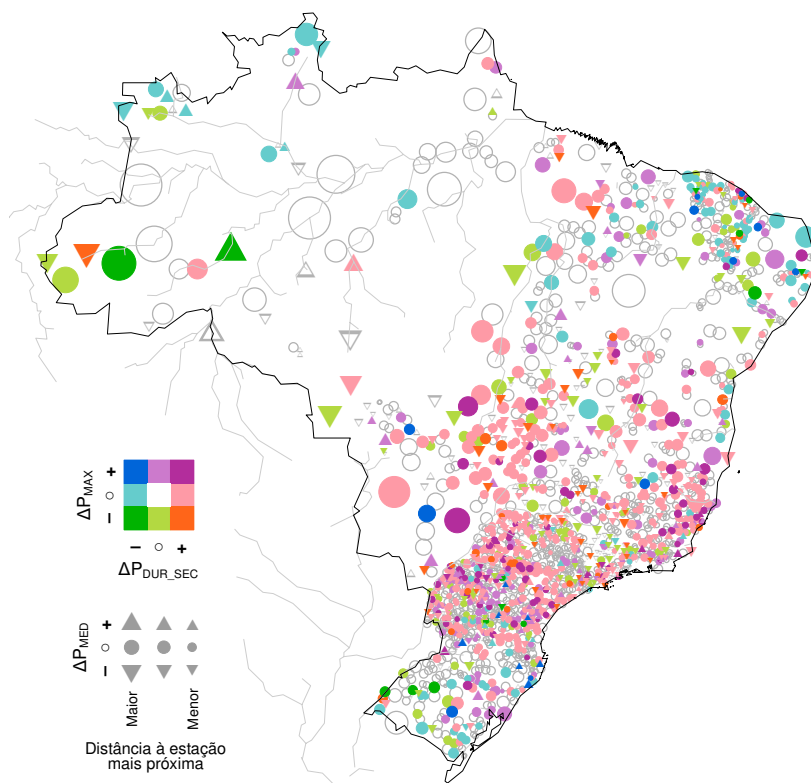 +
○
−
ΔP_MAX
− ○ +
ΔP_DUR_SEC
+
○
−
ΔP_MED
Maior
Menor
Distância à estação
mais próxima